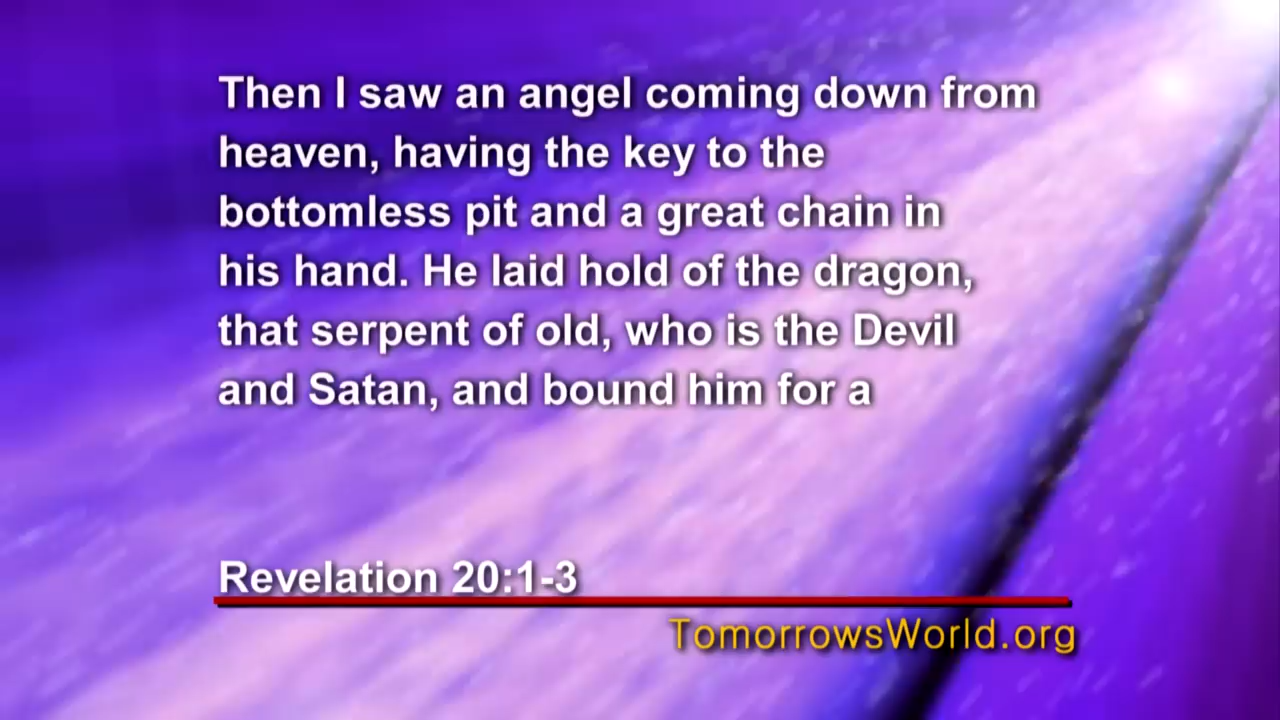 Then I saw an angel coming down from
heaven, having the key to the
bottomless pit and a great chain in
his hand. He laid hold of the dragon,
that serpent of old, who is the Devil
and Satan, and bound him for a
Revelation 20:1-3
TomorrowsWorld.org